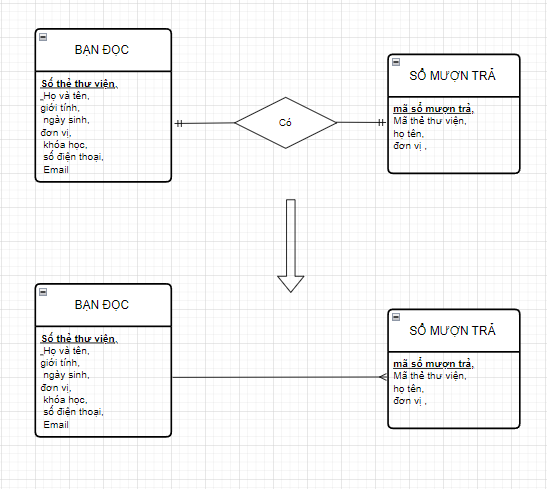 BẠN ĐỌC
Số thẻ thư viện,
_Họ và tên,
giới tính,
ngày sinh,
đơn vị,
khóa học,
số điện thoại,
Email
Có
SỔ MƯỢN TRẢ
mã sổ mượn trả,
Mã thẻ thư viện,
họ tên,
đơn vị ,
BẠN ĐỌC
Số thẻ thư viện,
_Họ và tên,
giới tính,
ngày sinh,
đơn vị,
khóa học,
số điện thoại,
Email
SỔ MƯỢN TRẢ
mã sổ mượn trả,
Mã thẻ thư viện,
họ tên,
đơn vị ,